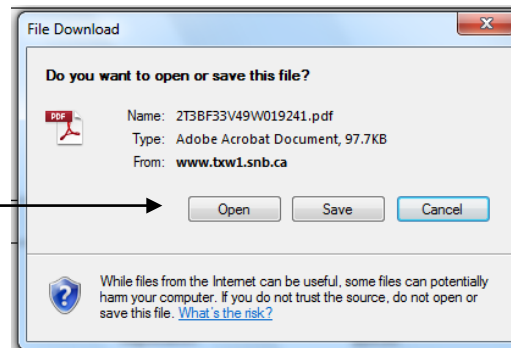 File Download
Do you want to open or save this file?
PDF
Name: 2T3BF33V49W019241.pdf
Type: Adobe Acrobat Document, 97.7KB
From: www.txw1.snb.ca
Open Save Cancel
While files from the Internet can be useful, some files can potentially
harm your computer. If you do not trust the source, do not open or
save this file. What's the risk?